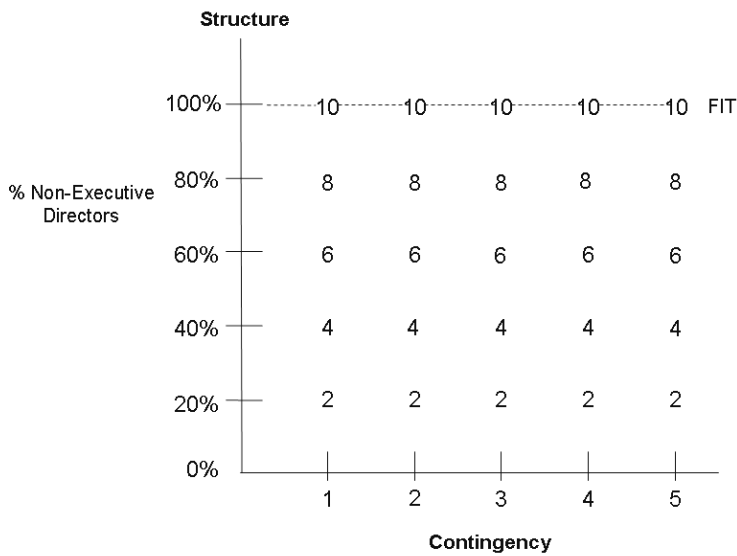 Structure
100% 10 10 10 10 10 FIT
80% 8 8 8 8 8
% Non-Executive
Directors
60% 6 6 6 6 6
40% 4 4 4 4 4
20% 2 2 2 2 2
0%
1 2 3 4 5
Contingency